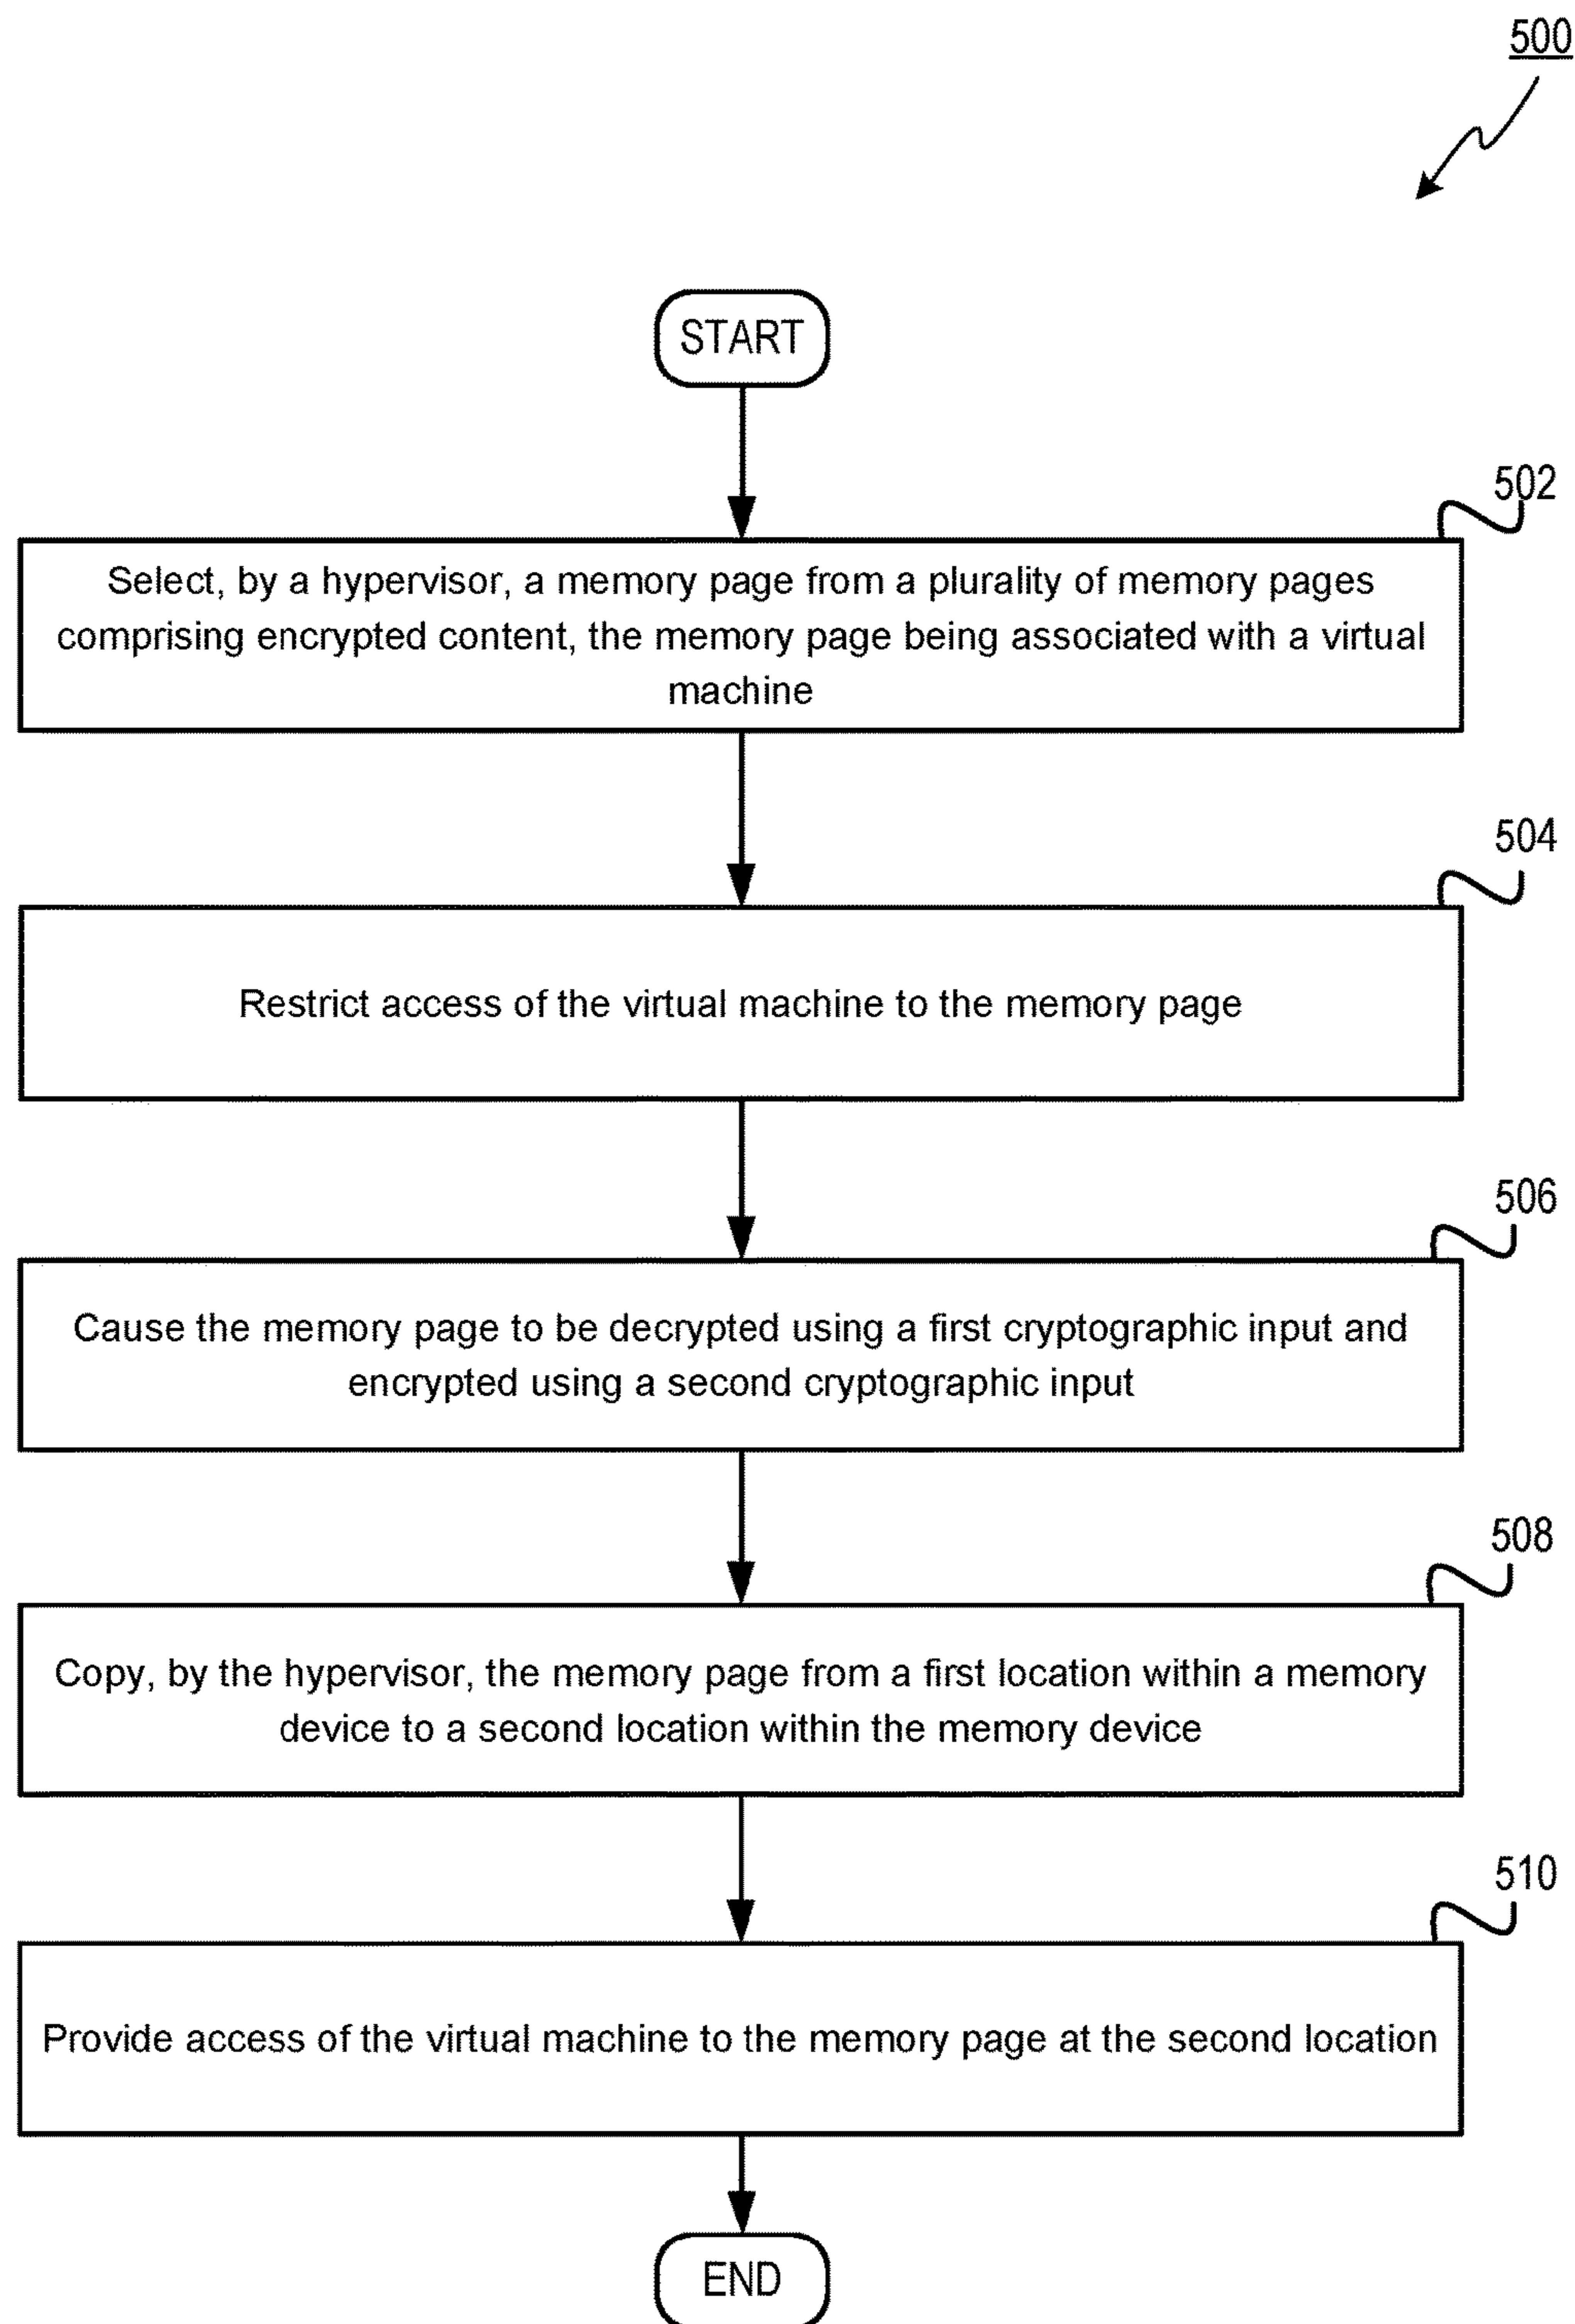 500
START
502
Select, by a hypervisor, a memory page from a plurality of memory pages
comprising encrypted content, the memory page being associated with a virtual
machine
504
Restrict access of the virtual machine to the memory page
506
Cause the memory page to be decrypted using a first cryptographic input and
encrypted using a second cryptographic input
508
Copy, by the hypervisor, the memory page from a first location within a memory
device to a second location within the memory device
510
Provide access of the virtual machine to the memory page at the second location
END